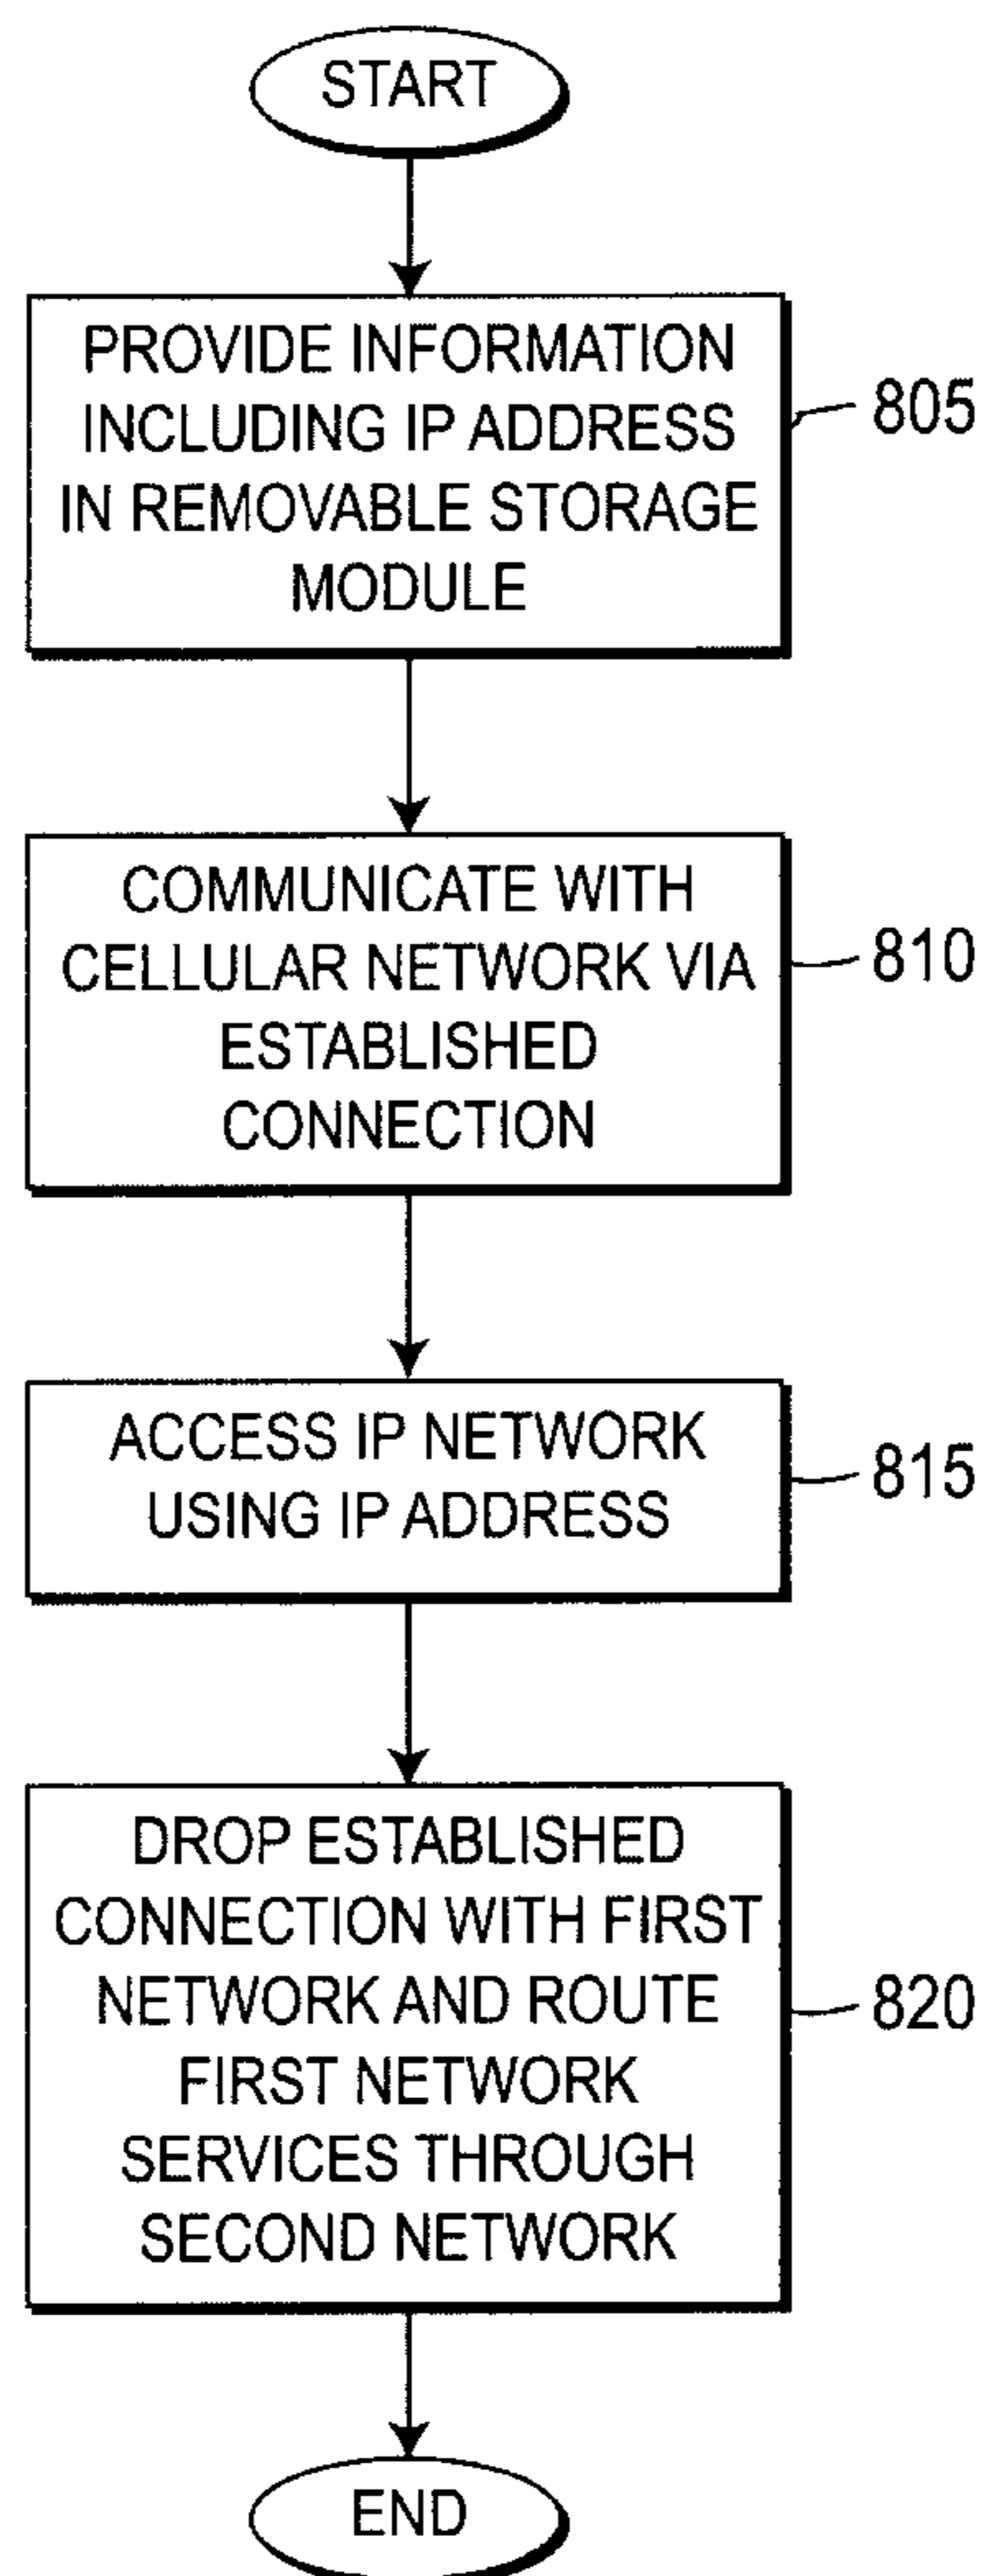 START
PROVIDE INFORMATION
INCLUDING IP ADDRESS
IN REMOVABLE STORAGE
MODULE
805
COMMUNICATE WITH
CELLULAR NETWORK VIA
ESTABLISHED
CONNECTION
810
ACCESS IP NETWORK
USING IP ADDRESS
815
DROP ESTABLISHED
CONNECTION WITH FIRST
NETWORK AND ROUTE
FIRST NETWORK
SERVICES THROUGH
SECOND NETWORK
820
END